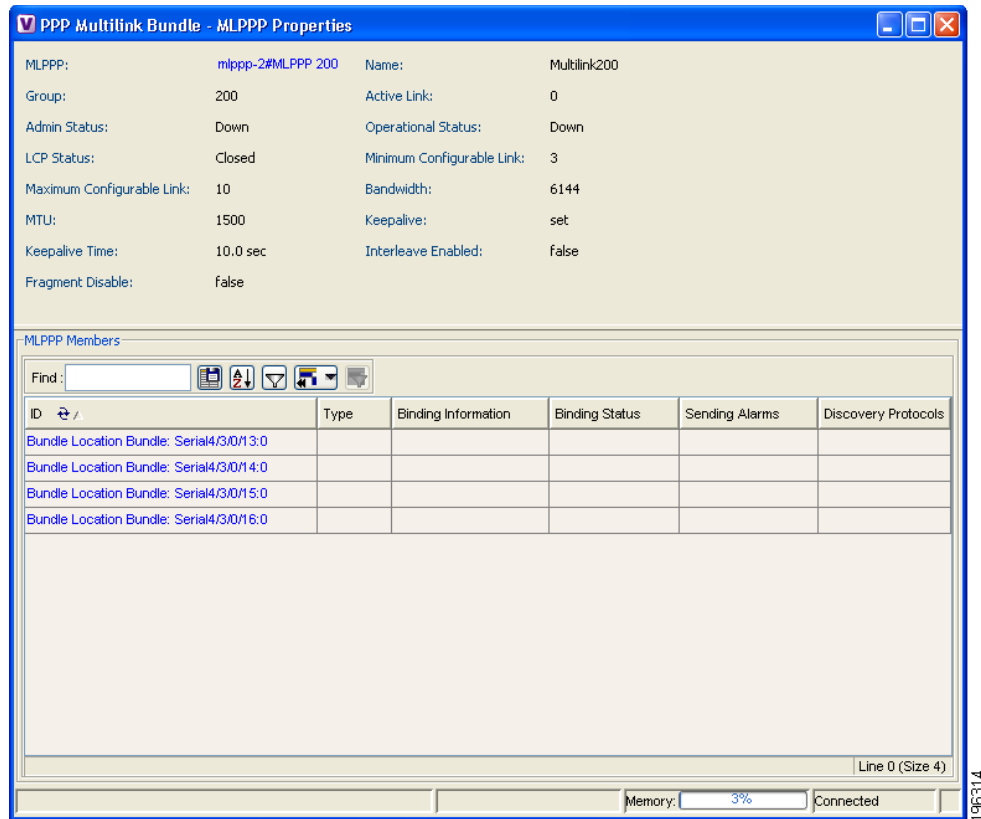 PPP Multilink Bundle - MLPPP Properties
MLPPP: mlppp-2#MLPPP 200 Name: Multilink200
Group: 200 Active Link: 0
Admin Status: Down Operational Status: Down
LCP Status: Closed Minimum Configurable Link: 3
Maximum Configurable Link: 10 Bandwidth: 6144
MTU: 1500 Keepalive: set
Keepalive Time: 10.0 sec Interleave Enabled: false
Fragment Disable: false
MLPPP Members
Find :
ID Type Binding Information Binding Status Sending Alarms Discovery Protocols
Bundle Location Bundle: Serial4/3/0/13:0
Bundle Location Bundle: Serial4/3/0/14:0
Bundle Location Bundle: Serial4/3/0/15:0
Bundle Location Bundle: Serial4/3/0/16:0
Line 0 (Size 4)
Memory: 3% Connected
196314